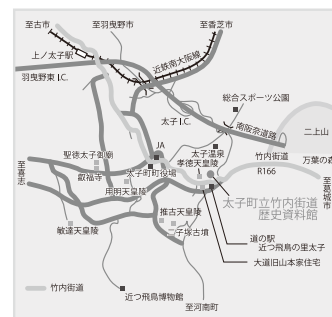 至古市
至羽曳野市
至香芝市
上ノ太子駅
近鉄南大阪線
羽曳野東 I.C.
総合スポーツ公園
太子 I.C.
南阪奈道路
二上山
JA
太子温泉
竹内街道
万葉の森
聖徳太子御廟
孝徳天皇陵
太子町町役場
R166
叡福寺
至喜志
用明天皇陵
至葛城市
太子町立竹内街道
歴史資料館
推古天皇陵
二子塚古墳
道の駅
近つ飛鳥の里太子
敏達天皇陵
大道旧山本家住宅
竹内街道
近つ飛鳥博物館
至河南町